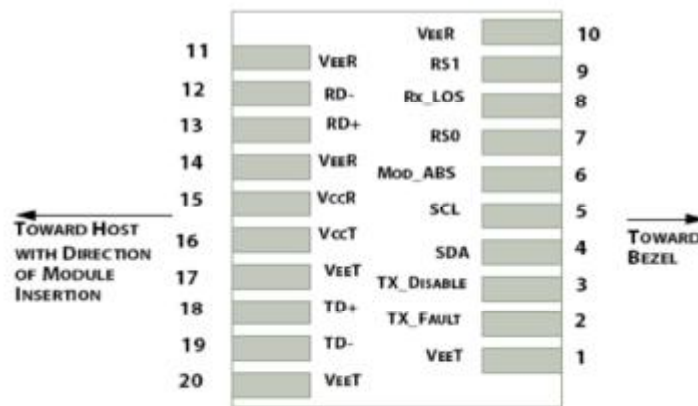 VEER 10
11 VEER
RS1 9
12 RD-
RX_LOS 8
13 RD+
RS0 7
14 VEER
MOD_ABS 6
15 VCCR
SCL 5
TOWARD HOST
WITH DIRECTION
OF MODULE
INSERTION
16 VCCT
SDA 4
TOWARD
BEZEL
17 VEET
TX_DISABLE 3
18 TD+
TX_FAULT 2
19 TD-
VEET 1
20 VEET